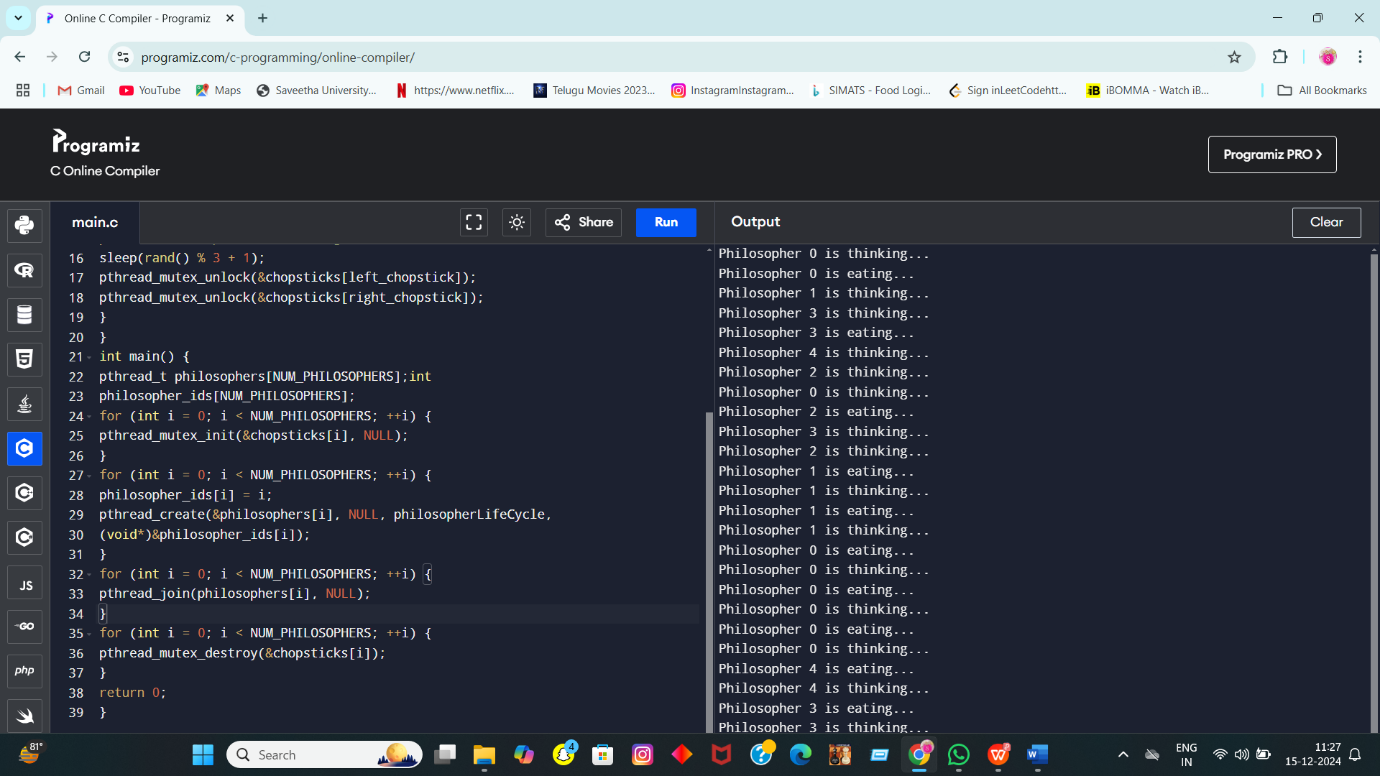 Online C Compiler - Programiz
programiz.com/c-programming/online-compiler/
Gmail
YouTube
Maps
Saveetha University...
https://www.netflix....
Telugu Movies 2023...
InstagramInstagram...
SIMATS - Food Logi...
Sign inLeetCodehtt...
iBOMMA - Watch iB...
All Bookmarks
Programiz
C Online Compiler
Programiz PRO
main.c
Share
Run
Output
Clear
16 sleep(rand() % 3 + 1);
17 pthread_mutex_unlock(&chopsticks[left_chopstick]);
18 pthread_mutex_unlock(&chopsticks[right_chopstick]);
19 }
20 }
21 int main() {
22 pthread_t philosophers[NUM_PHILOSOPHERS];int
23 philosopher_ids[NUM_PHILOSOPHERS];
24 for (int i = 0; i < NUM_PHILOSOPHERS; ++i) {
25 pthread_mutex_init(&chopsticks[i], NULL);
26 }
27 for (int i = 0; i < NUM_PHILOSOPHERS; ++i) {
28 philosopher_ids[i] = i;
29 pthread_create(&philosophers[i], NULL, philosopherLifeCycle,
30 (void*)&philosopher_ids[i]);
31 }
32 for (int i = 0; i < NUM_PHILOSOPHERS; ++i) {
33 pthread_join(philosophers[i], NULL);
34 }
35 for (int i = 0; i < NUM_PHILOSOPHERS; ++i) {
36 pthread_mutex_destroy(&chopsticks[i]);
37 }
38 return 0;
39 }
Philosopher 0 is thinking...
Philosopher 0 is eating...
Philosopher 1 is thinking...
Philosopher 3 is thinking...
Philosopher 3 is eating...
Philosopher 4 is thinking...
Philosopher 2 is thinking...
Philosopher 0 is thinking...
Philosopher 2 is eating...
Philosopher 3 is thinking...
Philosopher 2 is thinking...
Philosopher 1 is eating...
Philosopher 1 is thinking...
Philosopher 1 is eating...
Philosopher 1 is thinking...
Philosopher 0 is eating...
Philosopher 0 is thinking...
Philosopher 0 is eating...
Philosopher 0 is thinking...
Philosopher 0 is eating...
Philosopher 0 is thinking...
Philosopher 4 is eating...
Philosopher 4 is thinking...
Philosopher 3 is eating...
Philosopher 3 is thinking...
JS
GO
php
81°
Search
4
ENG
IN
11:27
15-12-2024